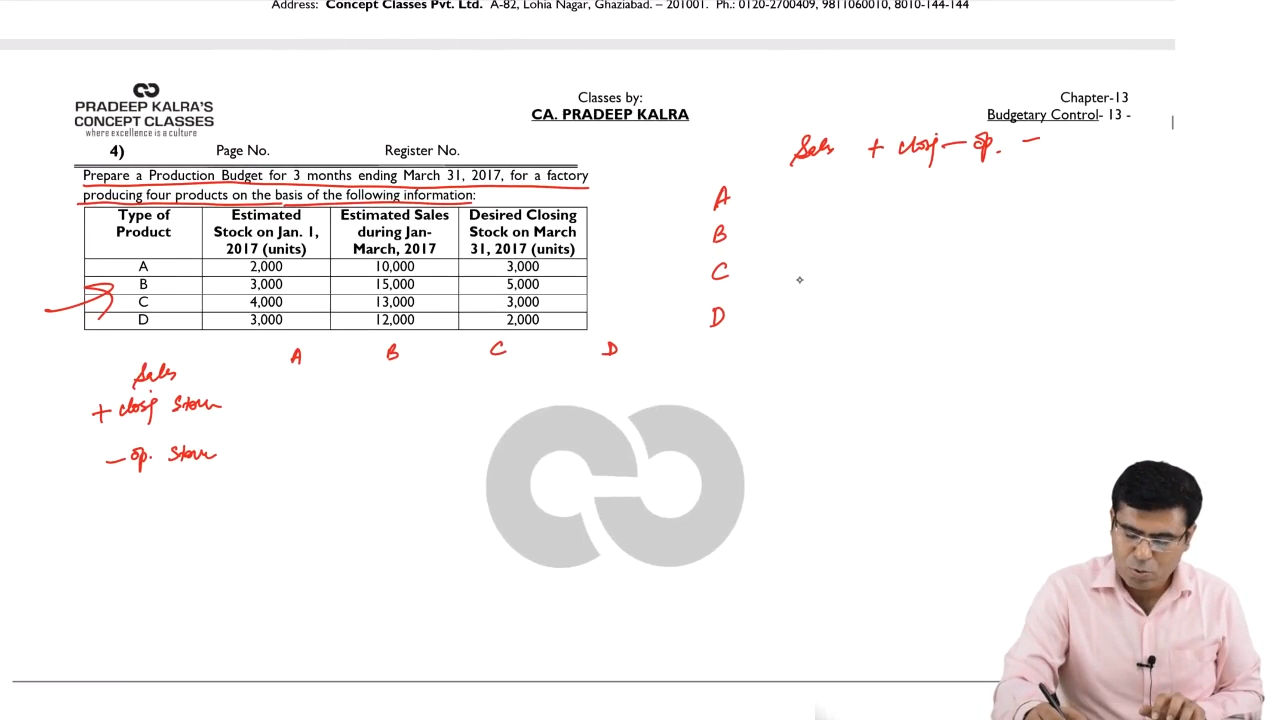 Address: Concept Classes Pvt. Ltd. A-82, Lohia Nagar, Ghaziabad. – 201001. Ph.: 0120-2700409, 9811060010, 8010-144-144
PRADEEP KALRA'S
CONCEPT CLASSES
where excellence is a culture
Classes by:
CA. PRADEEP KALRA
Chapter-13
Budgetary Control- 13 -
4) Page No. Register No.
Prepare a Production Budget for 3 months ending March 31, 2017, for a factory
producing four products on the basis of the following information:
Type of Product Estimated Stock on Jan. 1, 2017 (units) Estimated Sales during Jan-March, 2017 Desired Closing Stock on March 31, 2017 (units)
A 2,000 10,000 3,000
B 3,000 15,000 5,000
C 4,000 13,000 3,000
D 3,000 12,000 2,000
A B C D
Sales
+ closing Stock
- op. Stock
Sales + closing - op. -
A
B
C
D